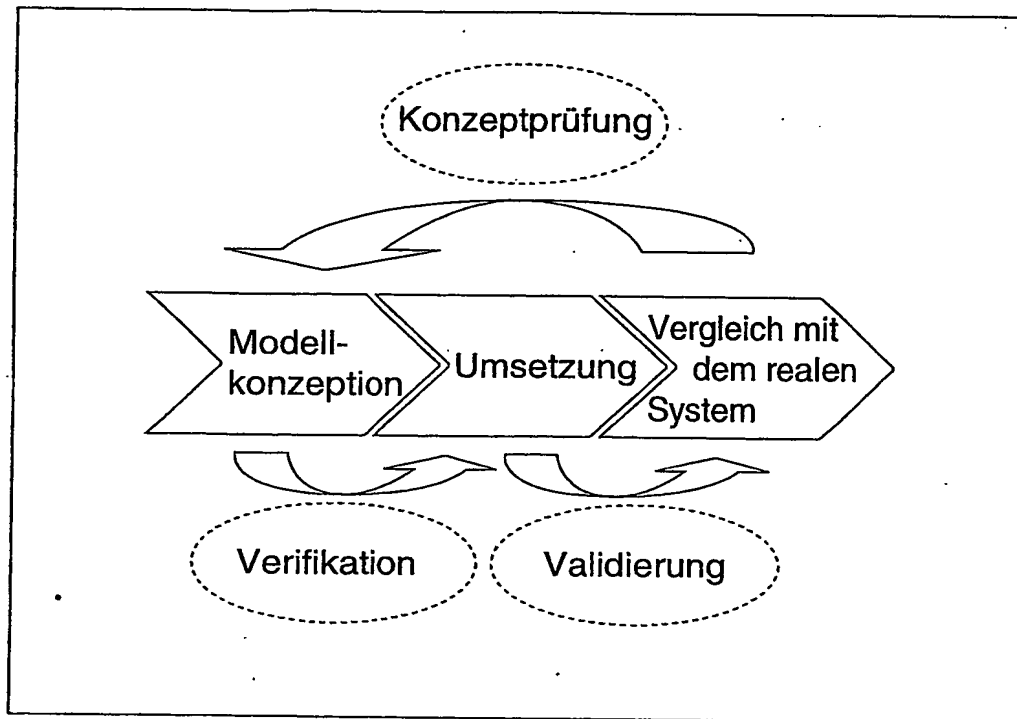 Konzeptprüfung
Modell-
konzeption
Umsetzung
Vergleich mit
dem realen
System
Verifikation
Validierung